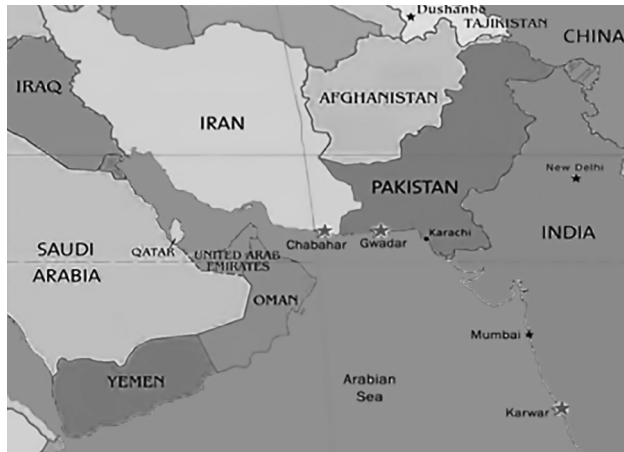 Dushanbe
TAJIKISTAN
CHINA
IRAQ
AFGHANISTAN
IRAN
New Delhi
PAKISTAN
Karachi
INDIA
Chabahar
Gwadar
SAUDI
ARABIA
QATAR
UNITED ARAB
EMIRATES
OMAN
Mumbai
YEMEN
Arabian
Sea
Karwar